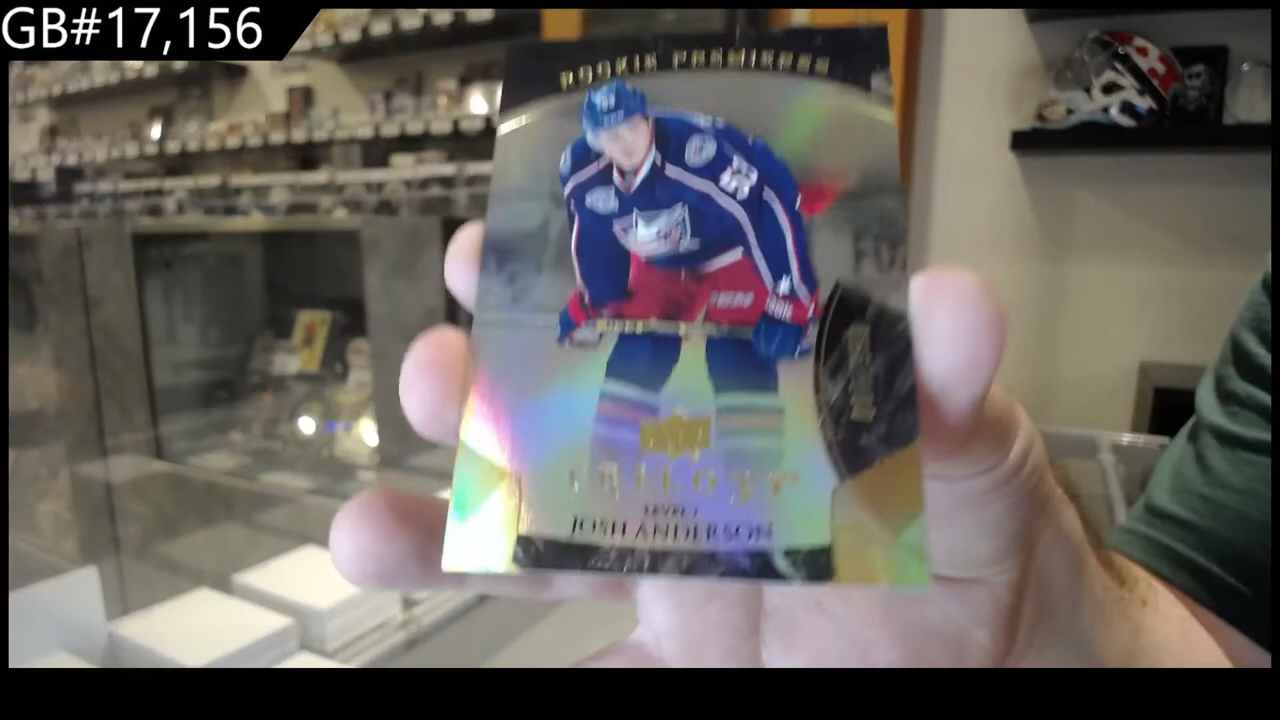 GB#17,156
ROOKIE PREMIERES
TRILOGY
LEVEL 1
JOSH ANDERSON